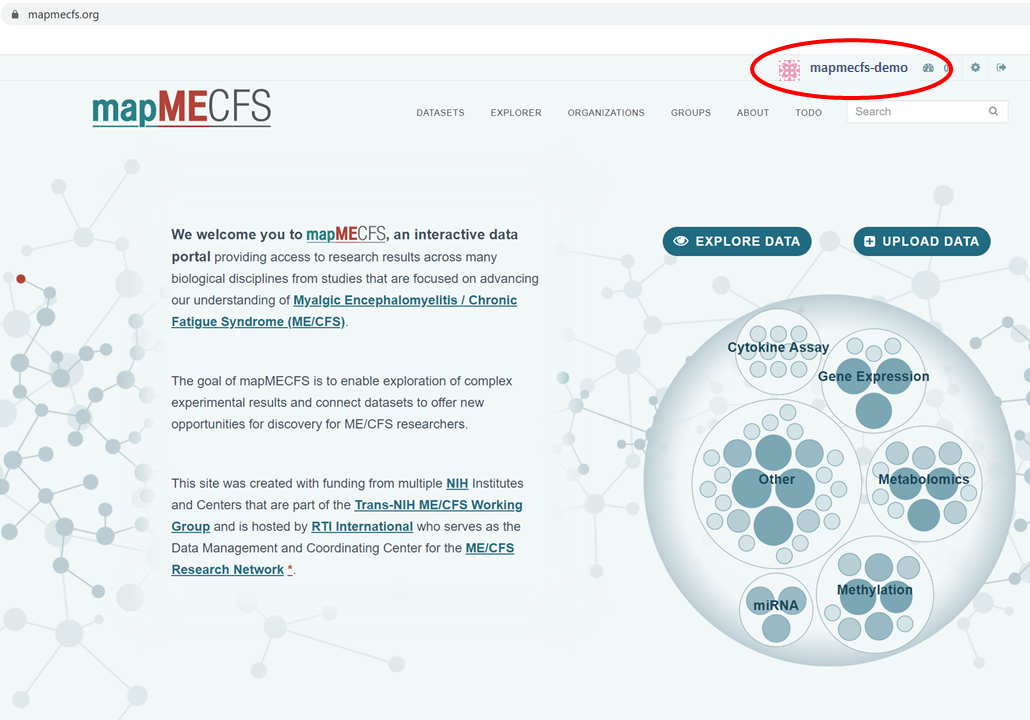 mapmecfs.org
mapmecfs-demo
mapMECFS
DATASETS EXPLORER ORGANIZATIONS GROUPS ABOUT TODO Search
We welcome you to mapMECFS, an interactive data
portal providing access to research results across many
biological disciplines from studies that are focused on advancing
our understanding of Myalgic Encephalomyelitis / Chronic
Fatigue Syndrome (ME/CFS).
The goal of mapMECFS is to enable exploration of complex
experimental results and connect datasets to offer new
opportunities for discovery for ME/CFS researchers.
This site was created with funding from multiple NIH Institutes
and Centers that are part of the Trans-NIH ME/CFS Working
Group and is hosted by RTI International who serves as the
Data Management and Coordinating Center for the ME/CFS
Research Network *.
EXPLORE DATA
UPLOAD DATA
Cytokine Assay
Gene Expression
Other
Metabolomics
Methylation
miRNA